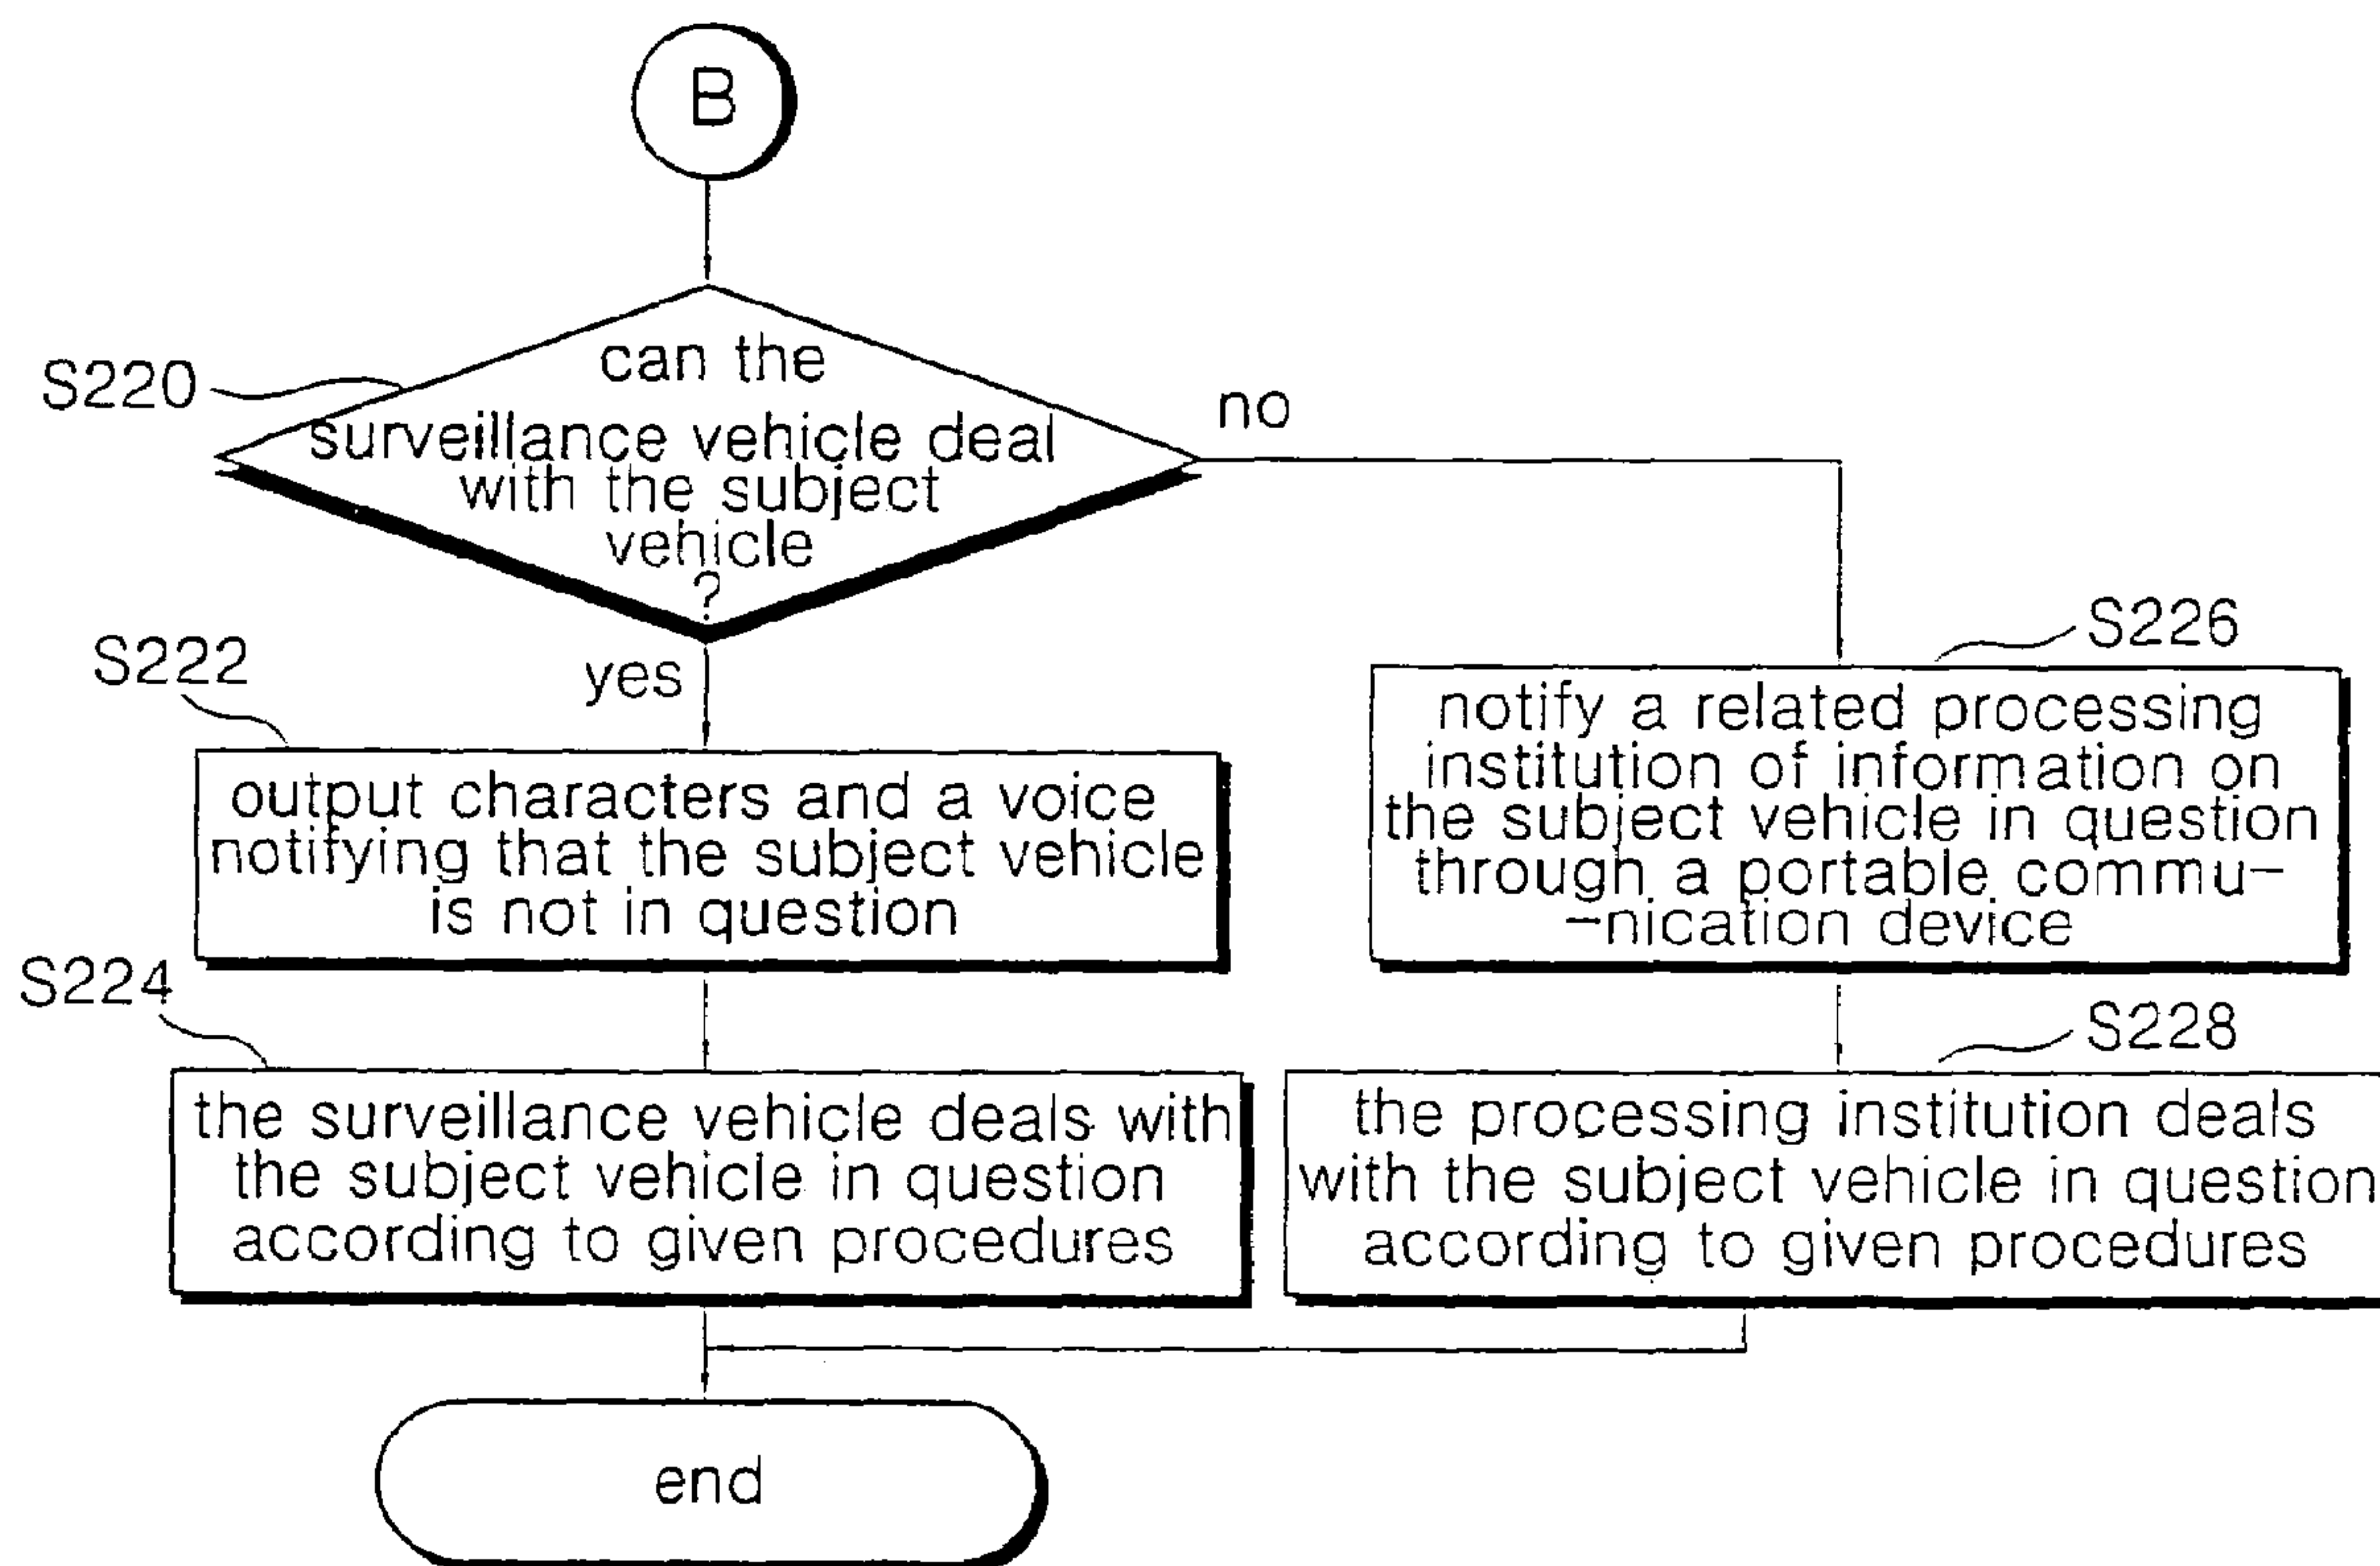 B
S220
can the
surveillance vehicle deal
with the subject
vehicle
?
no
yes
S222
output characters and a voice
notifying that the subject vehicle
is not in question
S224
the surveillance vehicle deals with
the subject vehicle in question
according to given procedures
S226
notify a related processing
institution of information on
the subject vehicle in question
through a portable commu-
-nication device
S228
the processing institution deals
with the subject vehicle in question
according to given procedures
end